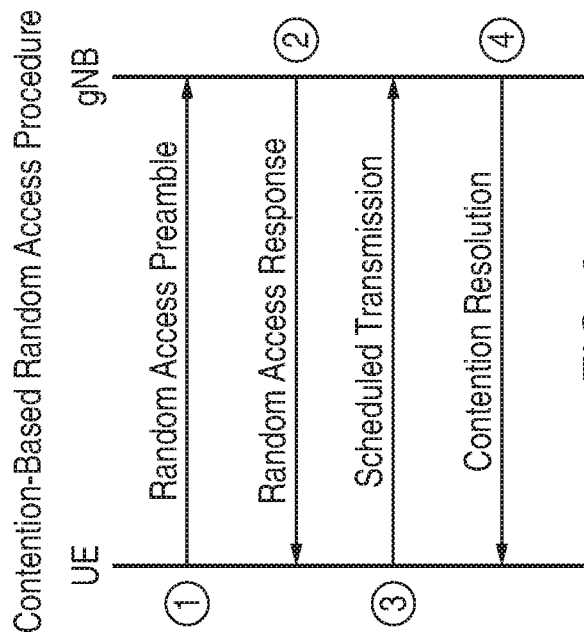 Contention-Based Random Access Procedure
UE
gNB
1
Random Access Preamble
Random Access Response
2
3
Scheduled Transmission
Contention Resolution
4